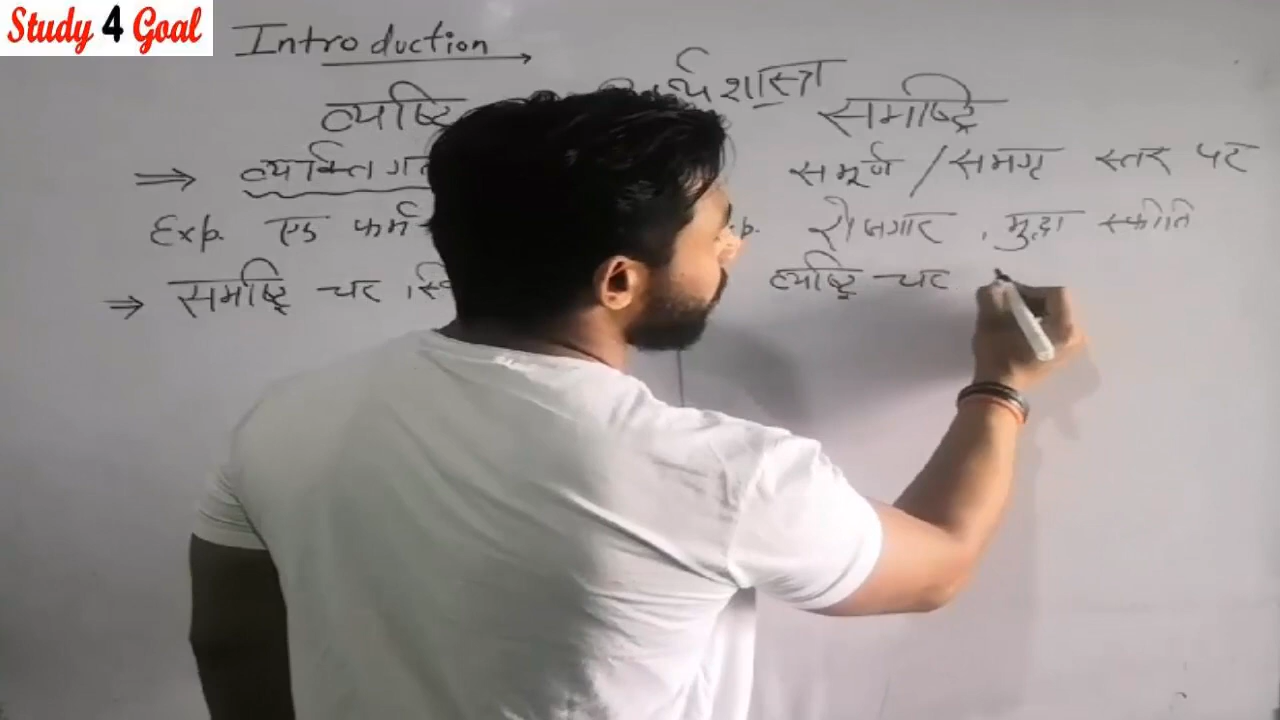 Study 4 Goal
Introduction
व्यष्टि अर्थशास्त्र समष्टि
⇒ व्यक्तिगत सम्पूर्ण / समग्र स्तर पर
Exp. एक फर्म रोजगार , मुद्रा स्फीति
⇒ समष्टि चर , व्यष्टि चर